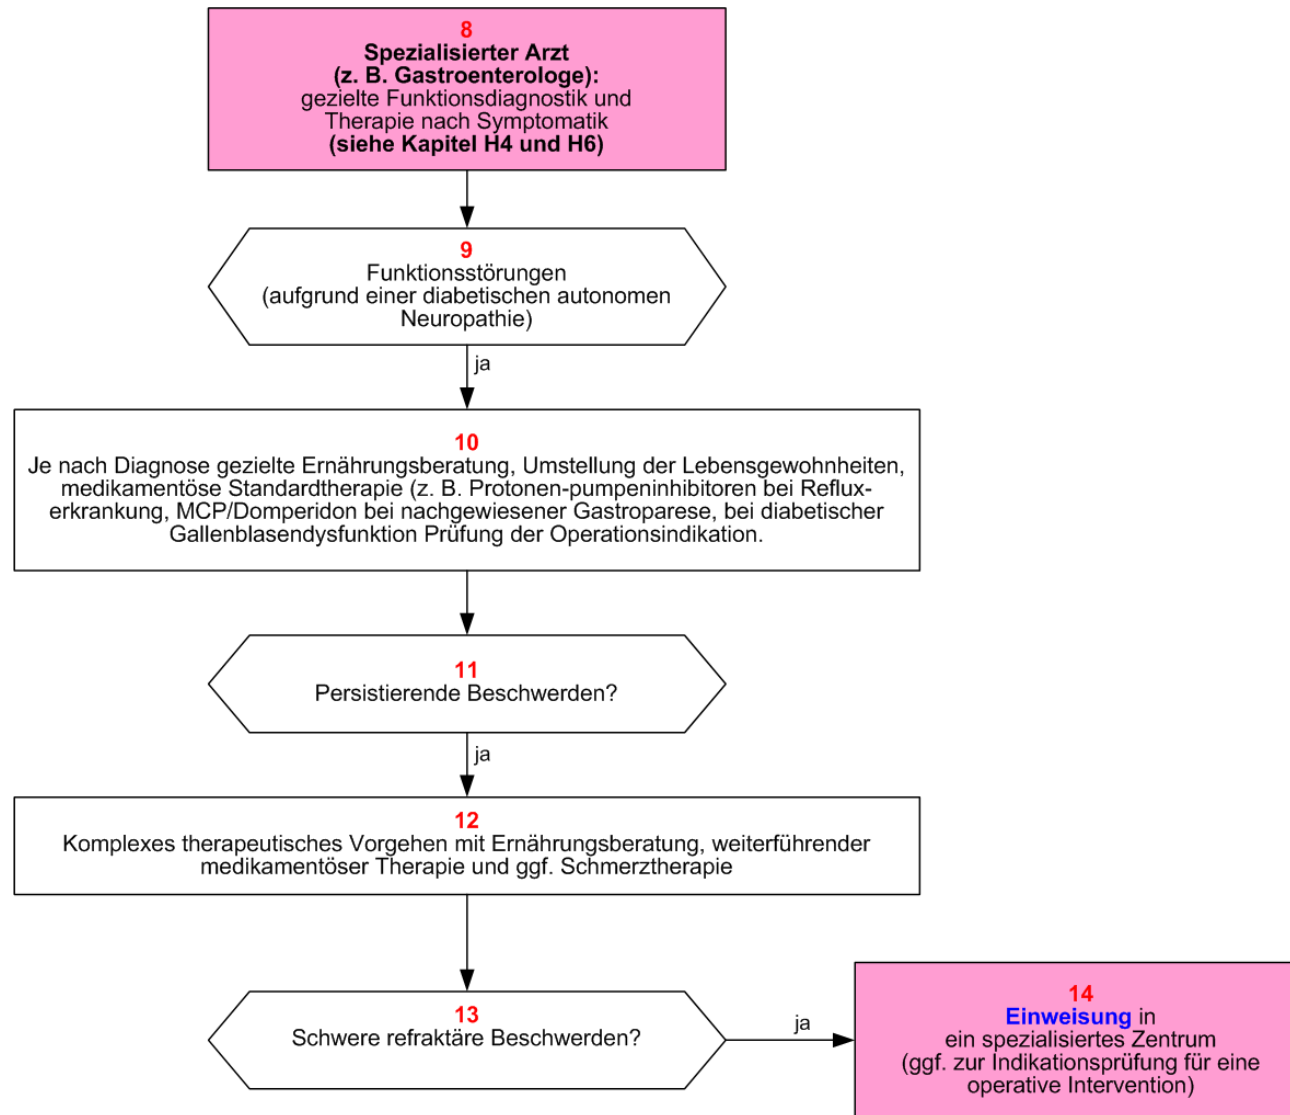 8
Spezialisierter Arzt
(z. B. Gastroenterologe):
gezielte Funktionsdiagnostik und
Therapie nach Symptomatik
(siehe Kapitel H4 und H6)
9
Funktionsstörungen
(aufgrund einer diabetischen autonomen
Neuropathie)
ja
10
Je nach Diagnose gezielte Ernährungsberatung, Umstellung der Lebensgewohnheiten,
medikamentöse Standardtherapie (z. B. Protonen-pumpeninhibitoren bei Reflux-
erkrankung, MCP/Domperidon bei nachgewiesener Gastroparese, bei diabetischer
Gallenblasendysfunktion Prüfung der Operationsindikation.
11
Persistierende Beschwerden?
ja
12
Komplexes therapeutisches Vorgehen mit Ernährungsberatung, weiterführender
medikamentöser Therapie und ggf. Schmerztherapie
13
Schwere refraktäre Beschwerden?
ja
14
Einweisung in
ein spezialisiertes Zentrum
(ggf. zur Indikationsprüfung für eine
operative Intervention)